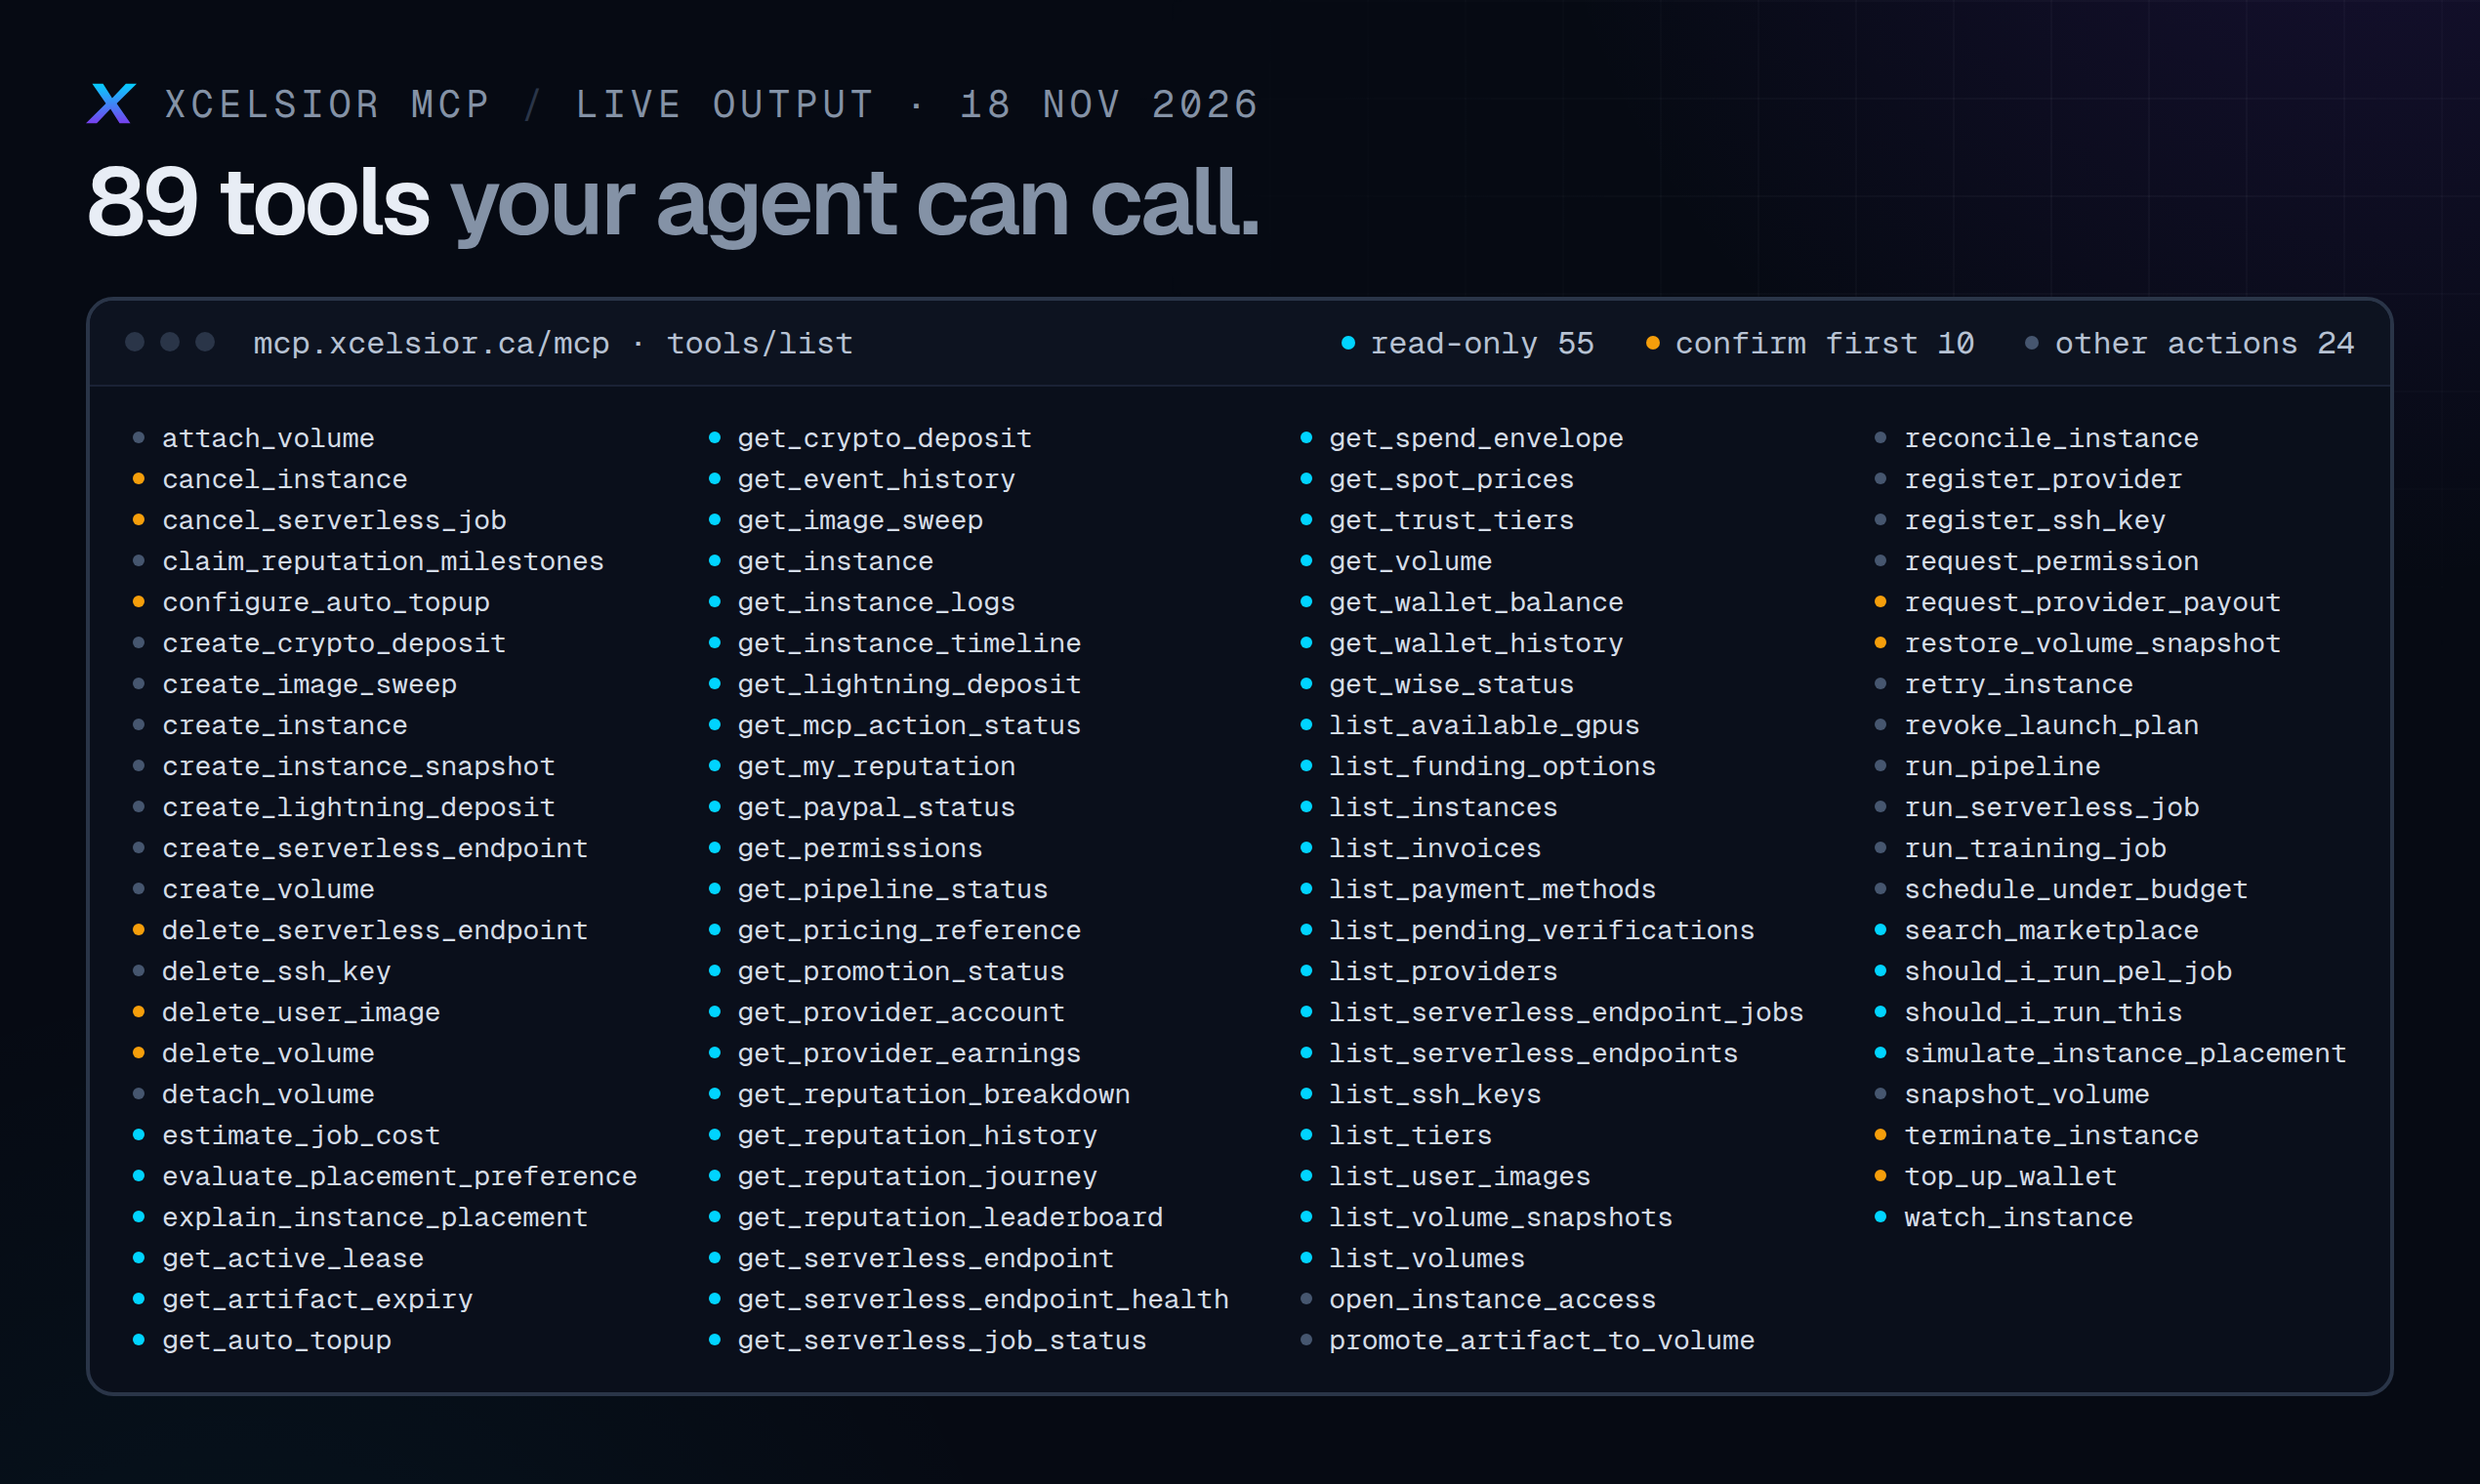 XCELSIOR MCP / LIVE OUTPUT · 18 NOV 2026
89 tools your agent can call.
mcp.xcelsior.ca/mcp · tools/list
read-only 55
confirm first 10
other actions 24
attach_volume
cancel_instance
cancel_serverless_job
claim_reputation_milestones
configure_auto_topup
create_crypto_deposit
create_image_sweep
create_instance
create_instance_snapshot
create_lightning_deposit
create_serverless_endpoint
create_volume
delete_serverless_endpoint
delete_ssh_key
delete_user_image
delete_volume
detach_volume
estimate_job_cost
evaluate_placement_preference
explain_instance_placement
get_active_lease
get_artifact_expiry
get_auto_topup
get_crypto_deposit
get_event_history
get_image_sweep
get_instance
get_instance_logs
get_instance_timeline
get_lightning_deposit
get_mcp_action_status
get_my_reputation
get_paypal_status
get_permissions
get_pipeline_status
get_pricing_reference
get_promotion_status
get_provider_account
get_provider_earnings
get_reputation_breakdown
get_reputation_history
get_reputation_journey
get_reputation_leaderboard
get_serverless_endpoint
get_serverless_endpoint_health
get_serverless_job_status
get_spend_envelope
get_spot_prices
get_trust_tiers
get_volume
get_wallet_balance
get_wallet_history
get_wise_status
list_available_gpus
list_funding_options
list_instances
list_invoices
list_payment_methods
list_pending_verifications
list_providers
list_serverless_endpoint_jobs
list_serverless_endpoints
list_ssh_keys
list_tiers
list_user_images
list_volume_snapshots
list_volumes
open_instance_access
promote_artifact_to_volume
reconcile_instance
register_provider
register_ssh_key
request_permission
request_provider_payout
restore_volume_snapshot
retry_instance
revoke_launch_plan
run_pipeline
run_serverless_job
run_training_job
schedule_under_budget
search_marketplace
should_i_run_pel_job
should_i_run_this
simulate_instance_placement
snapshot_volume
terminate_instance
top_up_wallet
watch_instance